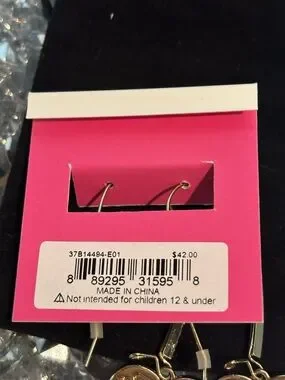 37B14494-E01 $42.00
8 89295 31595 8
MADE IN CHINA
⚠ Not intended for children 12 & under